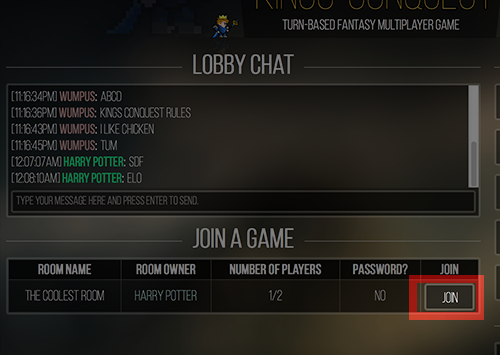 KINGS CONQUEST
TURN-BASED FANTASY MULTIPLAYER GAME
LOBBY CHAT
[11:16:34PM] WUMPUS: ABCD
[11:16:36PM] WUMPUS: KINGS CONQUEST RULES
[11:16:43PM] WUMPUS: I LIKE CHICKEN
[11:16:45PM] WUMPUS: TUM
[12:07:07AM] HARRY POTTER: SDF
[12:08:10AM] HARRY POTTER: ELO
TYPE YOUR MESSAGE HERE AND PRESS ENTER TO SEND.
JOIN A GAME
ROOM NAME ROOM OWNER NUMBER OF PLAYERS PASSWORD? JOIN
THE COOLEST ROOM HARRY POTTER 1/2 NO JOIN